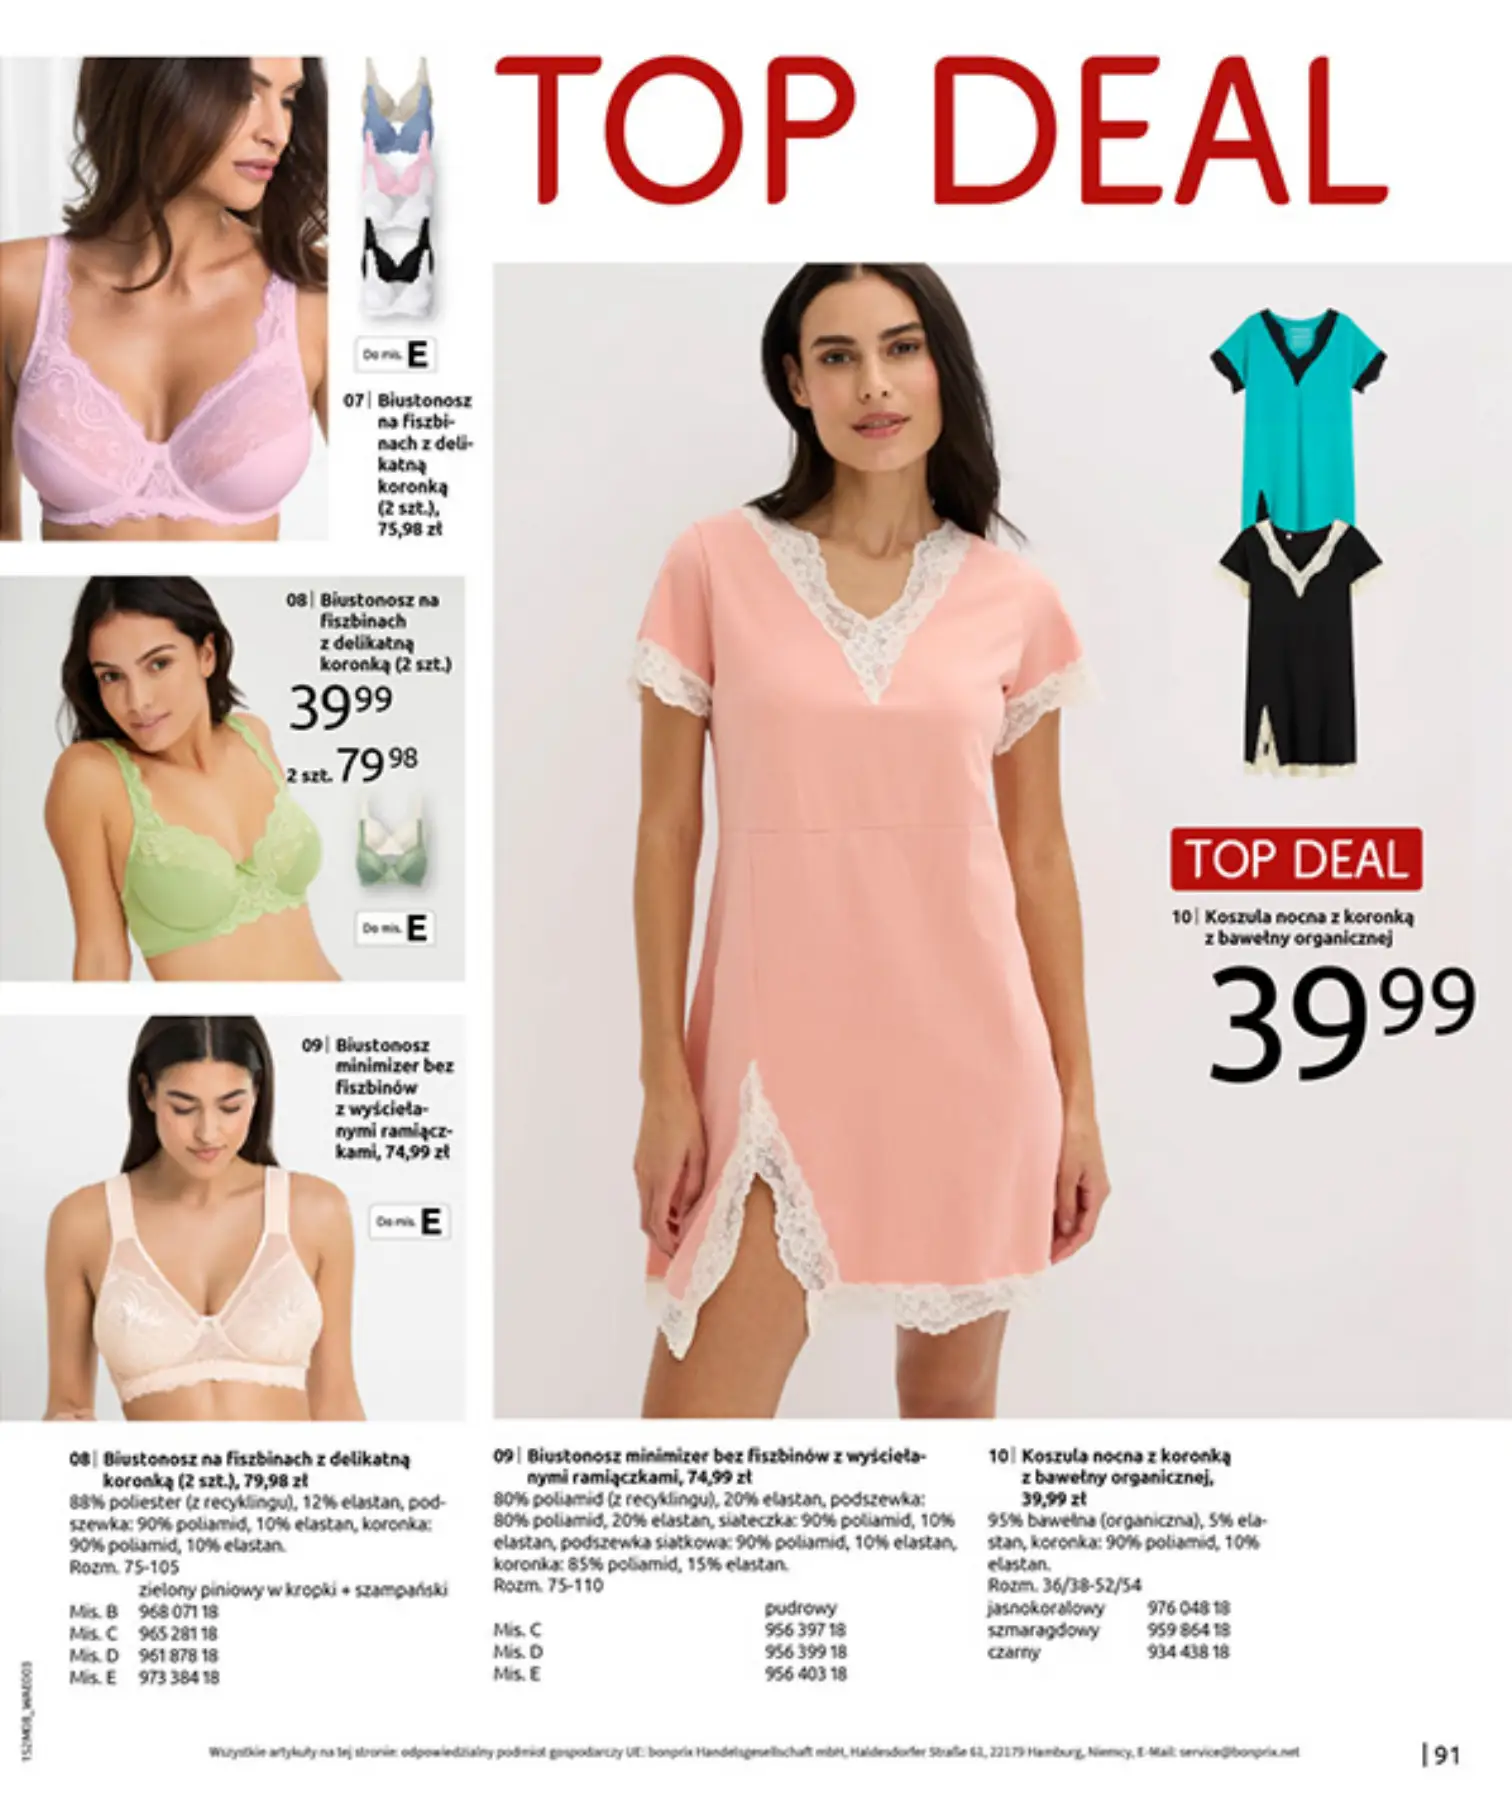 TOP DEAL
Do mis. E
07| Biustonosz
na fiszbi-
nach z deli-
katną
koronką
(2 szt.),
75,98 zł
08| Biustonosz na
fiszbinach
z delikatną
koronką (2 szt.)
39 99
2 szt. 79 98
Do mis. E
09| Biustonosz
minimizer bez
fiszbinów
z wyścieła-
nymi ramiącz-
kami, 74,99 zł
Do mis. E
TOP DEAL
10| Koszula nocna z koronką
z bawełny organicznej
39 99
08| Biustonosz na fiszbinach z delikatną
koronką (2 szt.), 79,98 zł
88% poliester (z recyklingu), 12% elastan, pod-
szewka: 90% poliamid, 10% elastan, koronka:
90% poliamid, 10% elastan.
Rozm. 75-105
zielony piniowy w kropki + szampański
Mis. B 968 071 18
Mis. C 965 281 18
Mis. D 961 878 18
Mis. E 973 384 18
09| Biustonosz minimizer bez fiszbinów z wyścieła-
nymi ramiączkami, 74,99 zł
80% poliamid (z recyklingu), 20% elastan, podszewka:
80% poliamid, 20% elastan, siateczka: 90% poliamid, 10%
elastan, podszewka siatkowa: 90% poliamid, 10% elastan,
koronka: 85% poliamid, 15% elastan.
Rozm. 75-110
pudrowy
Mis. C 956 397 18
Mis. D 956 399 18
Mis. E 956 403 18
10| Koszula nocna z koronką
z bawełny organicznej,
39,99 zł
95% bawełna (organiczna), 5% ela-
stan, koronka: 90% poliamid, 10%
elastan.
Rozm. 36/38-52/54
jasnokoralowy 976 048 18
szmaragdowy 959 864 18
czarny 934 438 18
152M08_WAE003
Wszystkie artykuły na tej stronie: odpowiedzialny podmiot gospodarczy UE: bonprix Handelsgesellschaft mbH, Haldesdorfer Straße 61, 22179 Hamburg, Niemcy, E-Mail: service@bonprix.net
| 91